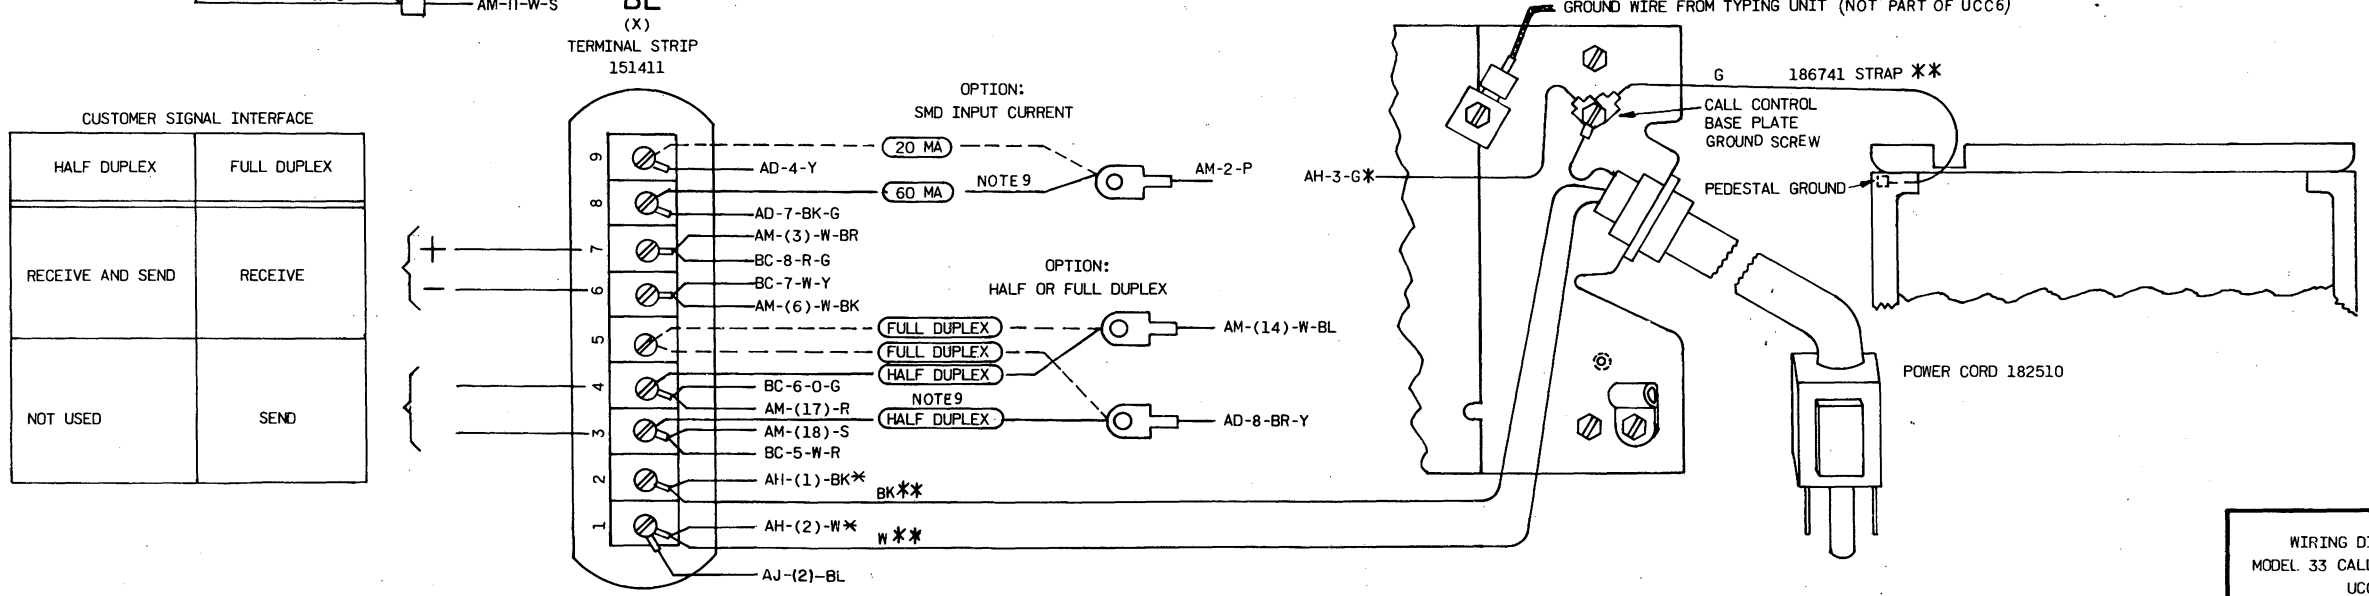 AM-11-W-S
BL
(X)
TERMINAL STRIP
151411
GROUND WIRE FROM TYPING UNIT (NOT PART OF UCC6)
CUSTOMER SIGNAL INTERFACE
HALF DUPLEX
FULL DUPLEX
RECEIVE AND SEND
RECEIVE
NOT USED
SEND
+
-
9
8
7
6
5
4
3
2
1
OPTION:
SMD INPUT CURRENT
20 MA
AD-4-Y
60 MA
NOTE 9
AM-2-P
AD-7-BK-G
AM-(3)-W-BR
BC-8-R-G
BC-7-W-Y
AM-(6)-W-BK
OPTION:
HALF OR FULL DUPLEX
FULL DUPLEX
FULL DUPLEX
HALF DUPLEX
AM-(14)-W-BL
BC-6-O-G
AM-(17)-R
NOTE9
HALF DUPLEX
AD-8-BR-Y
AM-(18)-S
BC-5-W-R
AH-(1)-BK*
BK**
AH-(2)-W*
W**
AJ-(2)-BL
AH-3-G*
G
186741 STRAP **
CALL CONTROL
BASE PLATE
GROUND SCREW
PEDESTAL GROUND
POWER CORD 182510
WIRING DI
MODEL 33 CALL
UCC